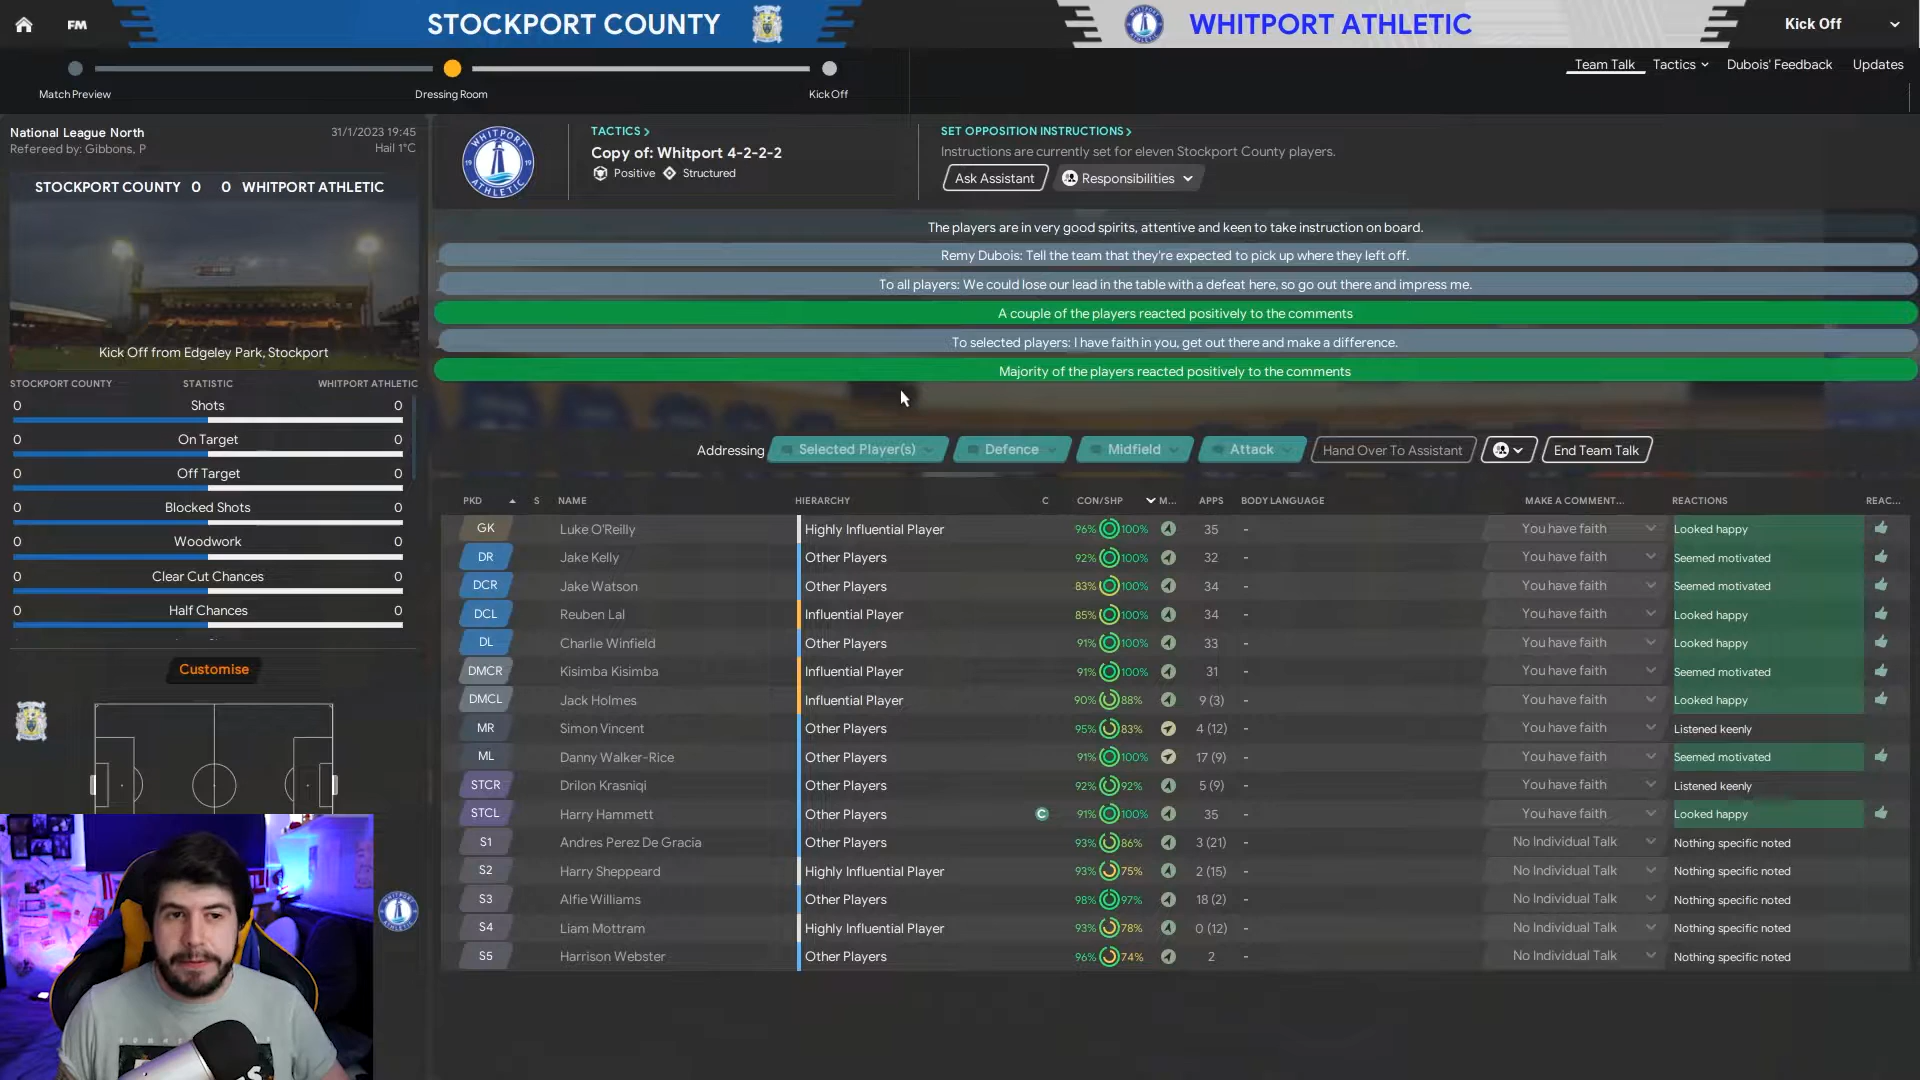 STOCKPORT COUNTY
WHITPORT ATHLETIC
Kick Off
FM
Match Preview
Dressing Room
Kick Off
Team Talk
Tactics
Dubois' Feedback
Updates
National League North
31/1/2023 19:45
Refereed by: Gibbons, P
Hail 1°C
STOCKPORT COUNTY 0 0 WHITPORT ATHLETIC
Kick Off from Edgeley Park, Stockport
STOCKPORT COUNTY STATISTIC WHITPORT ATHLETIC
0 Shots 0
0 On Target 0
0 Off Target 0
0 Blocked Shots 0
0 Woodwork 0
0 Clear Cut Chances 0
0 Half Chances 0
Customise
WHITPORT
19 19
ATHLETIC
TACTICS >
Copy of: Whitport 4-2-2-2
Positive Structured
SET OPPOSITION INSTRUCTIONS >
Instructions are currently set for eleven Stockport County players.
Ask Assistant
Responsibilities
The players are in very good spirits, attentive and keen to take instruction on board.
Remy Dubois: Tell the team that they're expected to pick up where they left off.
To all players: We could lose our lead in the table with a defeat here, so go out there and impress me.
A couple of the players reacted positively to the comments
To selected players: I have faith in you, get out there and make a difference.
Majority of the players reacted positively to the comments
Addressing Selected Player(s) Defence Midfield Attack Hand Over To Assistant End Team Talk
PKD S NAME HIERARCHY C CON/SHP M... APPS BODY LANGUAGE MAKE A COMMENT... REACTIONS REAC...
GK Luke O'Reilly Highly Influential Player 96% 100% 35 - You have faith Looked happy
DR Jake Kelly Other Players 92% 100% 32 - You have faith Seemed motivated
DCR Jake Watson Other Players 83% 100% 34 - You have faith Seemed motivated
DCL Reuben Lal Influential Player 85% 100% 34 - You have faith Looked happy
DL Charlie Winfield Other Players 91% 100% 33 - You have faith Looked happy
DMCR Kisimba Kisimba Influential Player 91% 100% 31 - You have faith Seemed motivated
DMCL Jack Holmes Influential Player 90% 88% 9 (3) - You have faith Looked happy
MR Simon Vincent Other Players 95% 83% 4 (12) - You have faith Listened keenly
ML Danny Walker-Rice Other Players 91% 100% 17 (9) - You have faith Seemed motivated
STCR Drilon Krasniqi Other Players 92% 92% 5 (9) - You have faith Listened keenly
STCL Harry Hammett Other Players C 91% 100% 35 - You have faith Looked happy
S1 Andres Perez De Gracia Other Players 93% 86% 3 (21) - No Individual Talk Nothing specific noted
S2 Harry Sheppeard Highly Influential Player 93% 75% 2 (15) - No Individual Talk Nothing specific noted
S3 Alfie Williams Other Players 98% 97% 18 (2) - No Individual Talk Nothing specific noted
S4 Liam Mottram Highly Influential Player 93% 78% 0 (12) - No Individual Talk Nothing specific noted
S5 Harrison Webster Other Players 96% 74% 2 - No Individual Talk Nothing specific noted